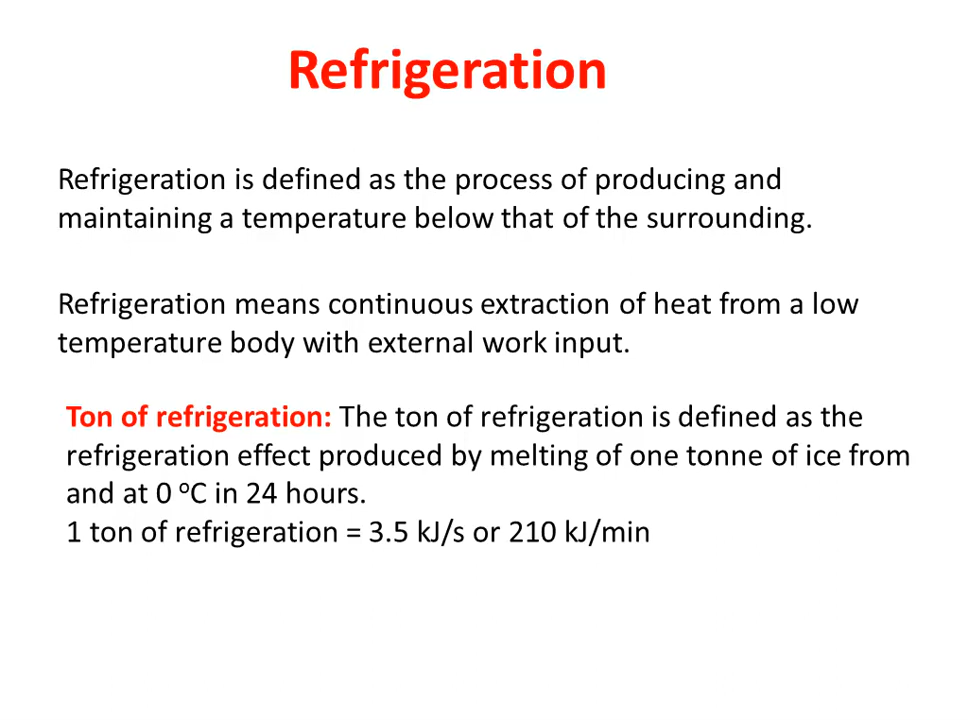 Refrigeration
Refrigeration is defined as the process of producing and
maintaining a temperature below that of the surrounding.
Refrigeration means continuous extraction of heat from a low
temperature body with external work input.
Ton of refrigeration: The ton of refrigeration is defined as the
refrigeration effect produced by melting of one tonne of ice from
and at 0 ᵒC in 24 hours.
1 ton of refrigeration = 3.5 kJ/s or 210 kJ/min